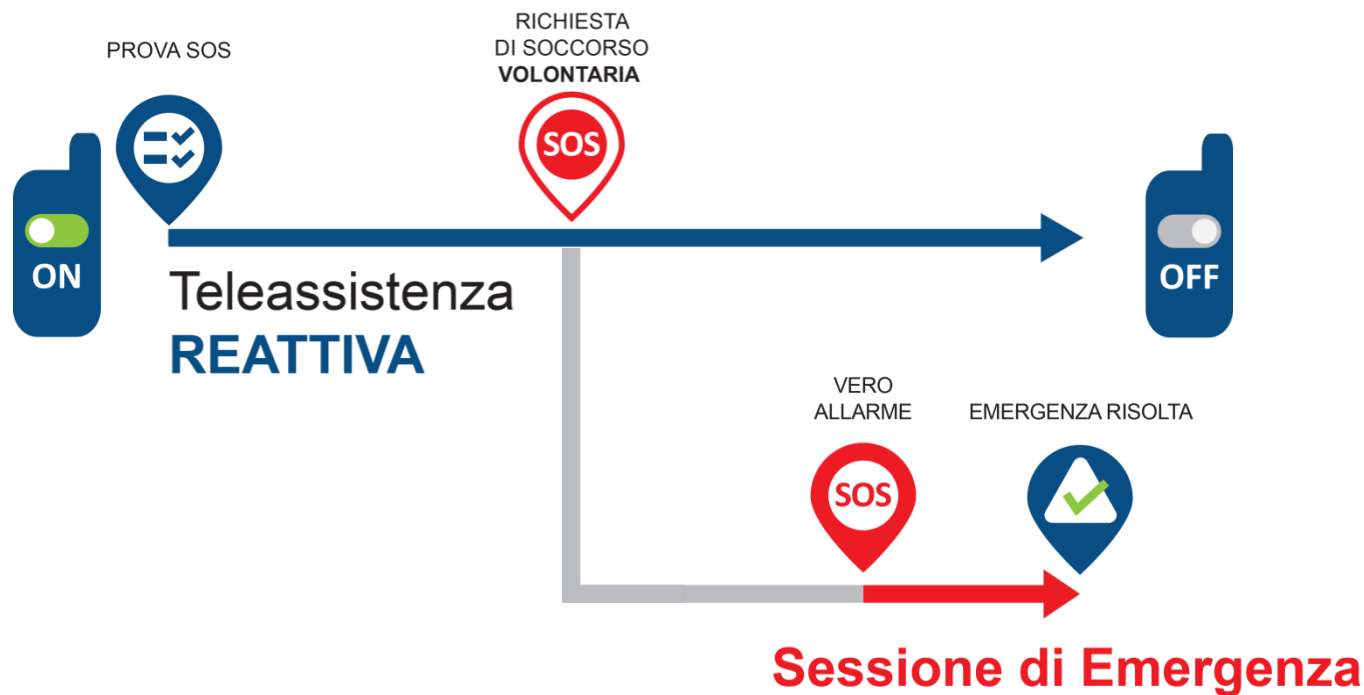 PROVA SOS
RICHIESTA
DI SOCCORSO
VOLONTARIA
SOS
ON
OFF
Teleassistenza
REATTIVA
VERO
ALLARME
EMERGENZA RISOLTA
SOS
Sessione di Emergenza